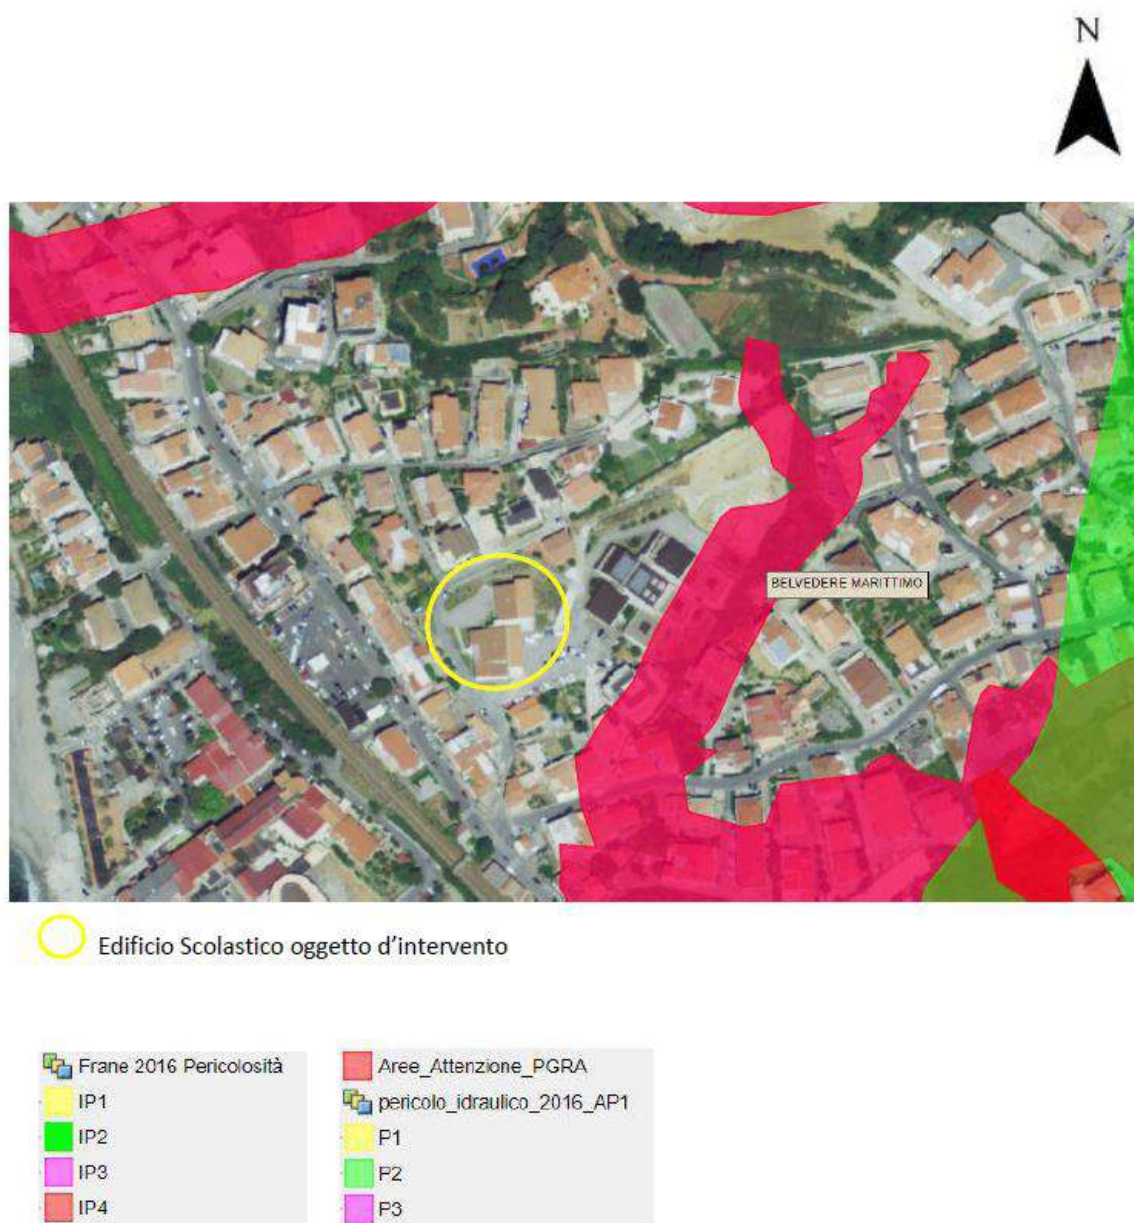 N
BELVEDERE MARITTIMO
Edificio Scolastico oggetto d'intervento
Frane 2016 Pericolosità
IP1
IP2
IP3
IP4
Aree_Attenzione_PGRA
pericolo_idraulico_2016_AP1
P1
P2
P3